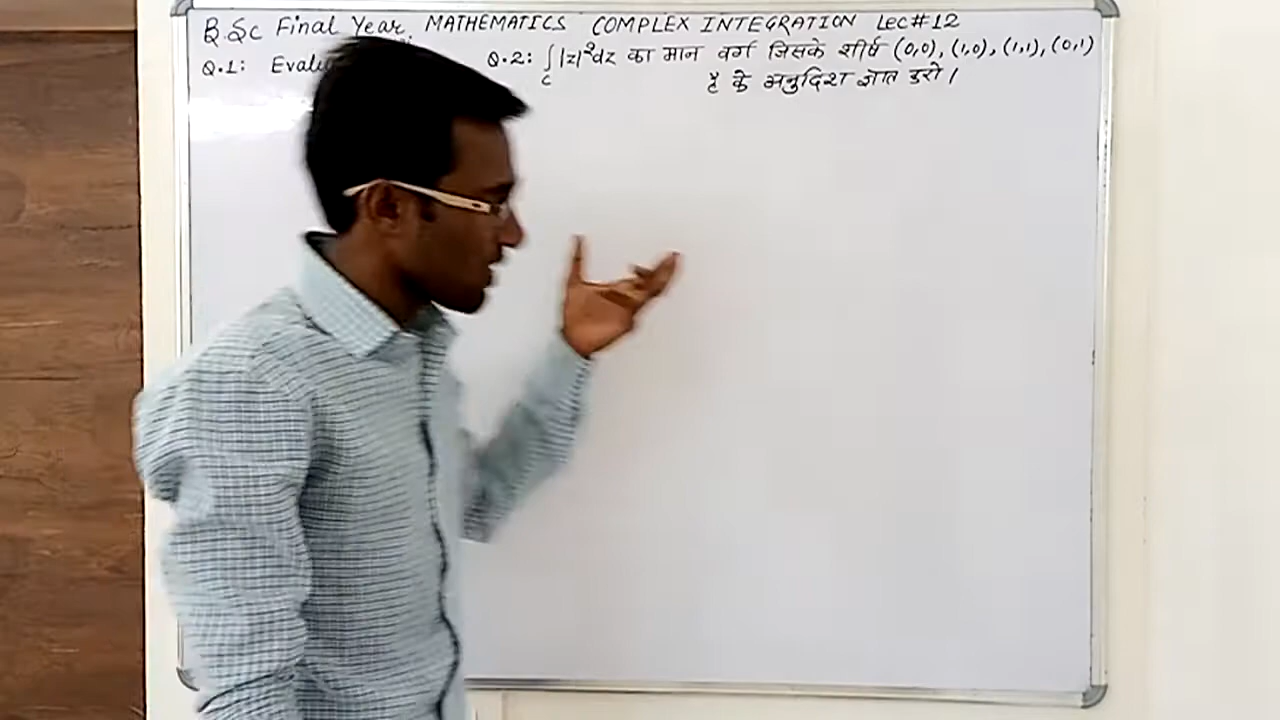 B.Sc Final Year, MATHEMATICS COMPLEX INTEGRATION Lec#12
Q.1: Q.2: ∫c |z|²dz का मान वर्ग जिसके शीर्ष (0,0), (1,0), (1,1), (0,1)
है के अनुदिश ज्ञात करो।